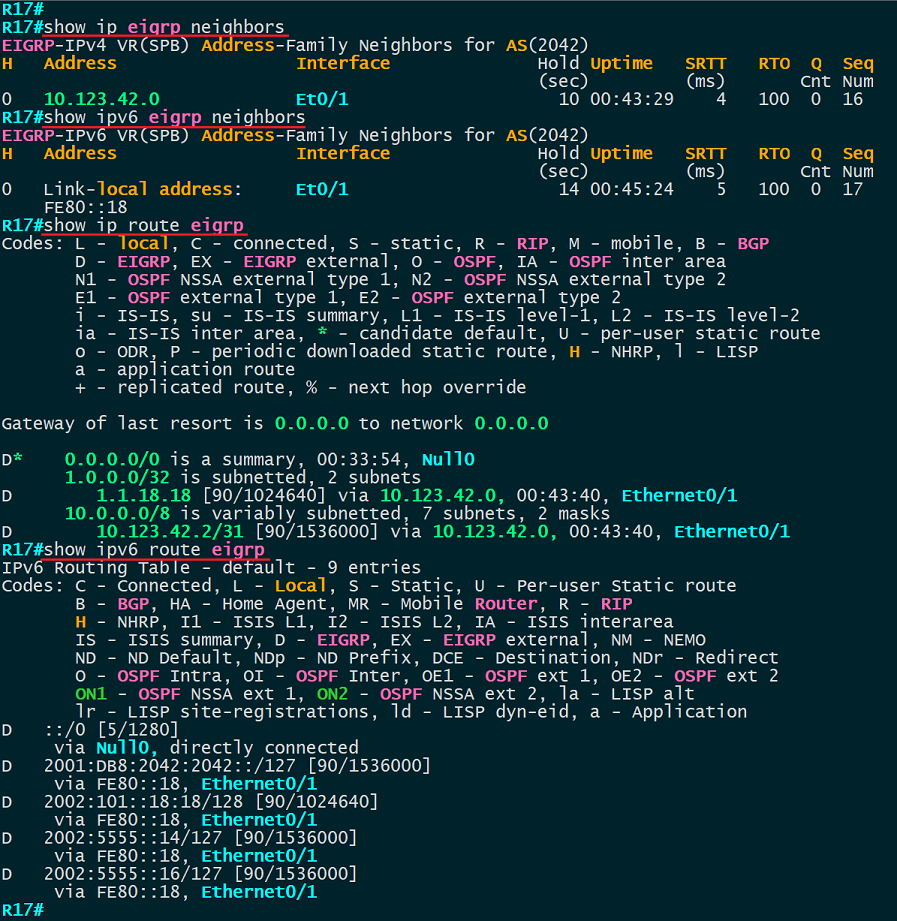 R17#
R17#show ip eigrp neighbors
EIGRP-IPv4 VR(SPB) Address-Family Neighbors for AS(2042)
H   Address                 Interface              Hold Uptime   SRTT   RTO  Q  Seq
                                                   (sec)         (ms)       Cnt Num
0   10.123.42.0             Et0/1                    10 00:43:29    4   100  0  16
R17#show ipv6 eigrp neighbors
EIGRP-IPv6 VR(SPB) Address-Family Neighbors for AS(2042)
H   Address                 Interface              Hold Uptime   SRTT   RTO  Q  Seq
                                                   (sec)         (ms)       Cnt Num
0   Link-local address:     Et0/1                    14 00:45:24    5   100  0  17
    FE80::18
R17#show ip route eigrp
Codes: L - local, C - connected, S - static, R - RIP, M - mobile, B - BGP
       D - EIGRP, EX - EIGRP external, O - OSPF, IA - OSPF inter area
       N1 - OSPF NSSA external type 1, N2 - OSPF NSSA external type 2
       E1 - OSPF external type 1, E2 - OSPF external type 2
       i - IS-IS, su - IS-IS summary, L1 - IS-IS level-1, L2 - IS-IS level-2
       ia - IS-IS inter area, * - candidate default, U - per-user static route
       o - ODR, P - periodic downloaded static route, H - NHRP, l - LISP
       a - application route
       + - replicated route, % - next hop override

Gateway of last resort is 0.0.0.0 to network 0.0.0.0

D*    0.0.0.0/0 is a summary, 00:33:54, Null0
      1.0.0.0/32 is subnetted, 2 subnets
D        1.1.18.18 [90/1024640] via 10.123.42.0, 00:43:40, Ethernet0/1
      10.0.0.0/8 is variably subnetted, 7 subnets, 2 masks
D        10.123.42.2/31 [90/1536000] via 10.123.42.0, 00:43:40, Ethernet0/1
R17#show ipv6 route eigrp
IPv6 Routing Table - default - 9 entries
Codes: C - Connected, L - Local, S - Static, U - Per-user Static route
       B - BGP, HA - Home Agent, MR - Mobile Router, R - RIP
       H - NHRP, I1 - ISIS L1, I2 - ISIS L2, IA - ISIS interarea
       IS - ISIS summary, D - EIGRP, EX - EIGRP external, NM - NEMO
       ND - ND Default, NDp - ND Prefix, DCE - Destination, NDr - Redirect
       O - OSPF Intra, OI - OSPF Inter, OE1 - OSPF ext 1, OE2 - OSPF ext 2
       ON1 - OSPF NSSA ext 1, ON2 - OSPF NSSA ext 2, la - LISP alt
       lr - LISP site-registrations, ld - LISP dyn-eid, a - Application
D   ::/0 [5/1280]
     via Null0, directly connected
D   2001:DB8:2042:2042::/127 [90/1536000]
     via FE80::18, Ethernet0/1
D   2002:101::18:18/128 [90/1024640]
     via FE80::18, Ethernet0/1
D   2002:5555::14/127 [90/1536000]
     via FE80::18, Ethernet0/1
D   2002:5555::16/127 [90/1536000]
     via FE80::18, Ethernet0/1
R17#